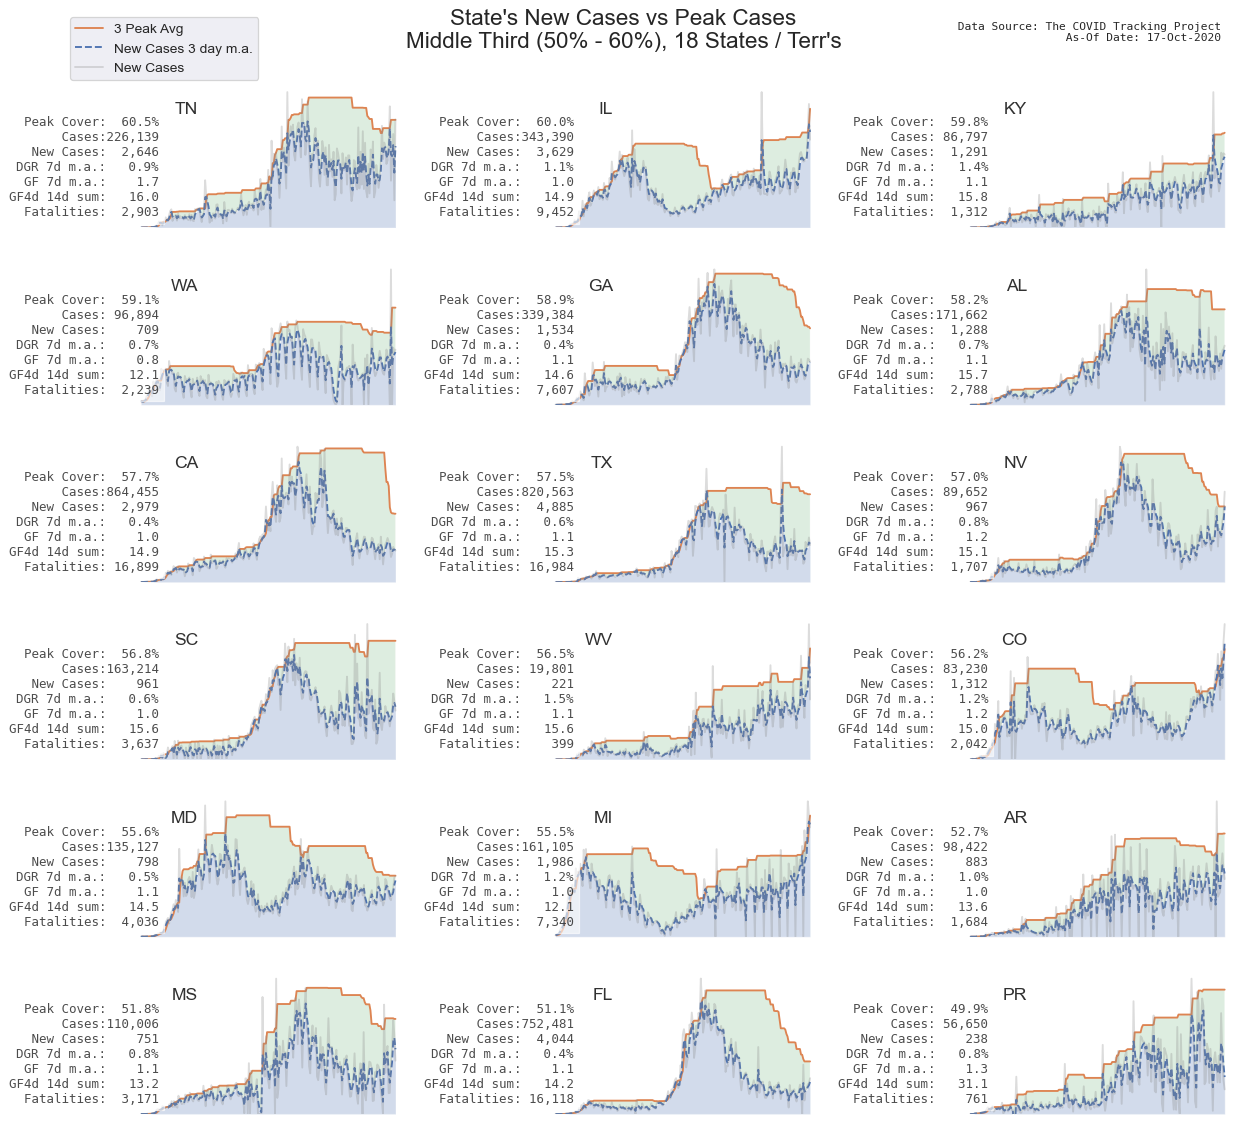 3 Peak Avg
New Cases 3 day m.a.
New Cases
State's New Cases vs Peak Cases
Middle Third (50% - 60%), 18 States / Terr's
Data Source: The COVID Tracking Project
As-Of Date: 17-Oct-2020
TN
Peak Cover: 60.5%
Cases:226,139
New Cases: 2,646
DGR 7d m.a.: 0.9%
GF 7d m.a.: 1.7
GF4d 14d sum: 16.0
Fatalities: 2,903
IL
Peak Cover: 60.0%
Cases:343,390
New Cases: 3,629
DGR 7d m.a.: 1.1%
GF 7d m.a.: 1.0
GF4d 14d sum: 14.9
Fatalities: 9,452
KY
Peak Cover: 59.8%
Cases: 86,797
New Cases: 1,291
DGR 7d m.a.: 1.4%
GF 7d m.a.: 1.1
GF4d 14d sum: 15.8
Fatalities: 1,312
WA
Peak Cover: 59.1%
Cases: 96,894
New Cases: 709
DGR 7d m.a.: 0.7%
GF 7d m.a.: 0.8
GF4d 14d sum: 12.1
Fatalities: 2,239
GA
Peak Cover: 58.9%
Cases:339,384
New Cases: 1,534
DGR 7d m.a.: 0.4%
GF 7d m.a.: 1.1
GF4d 14d sum: 14.6
Fatalities: 7,607
AL
Peak Cover: 58.2%
Cases:171,662
New Cases: 1,288
DGR 7d m.a.: 0.7%
GF 7d m.a.: 1.1
GF4d 14d sum: 15.7
Fatalities: 2,788
CA
Peak Cover: 57.7%
Cases:864,455
New Cases: 2,979
DGR 7d m.a.: 0.4%
GF 7d m.a.: 1.0
GF4d 14d sum: 14.9
Fatalities: 16,899
TX
Peak Cover: 57.5%
Cases:820,563
New Cases: 4,885
DGR 7d m.a.: 0.6%
GF 7d m.a.: 1.1
GF4d 14d sum: 15.3
Fatalities: 16,984
NV
Peak Cover: 57.0%
Cases: 89,652
New Cases: 967
DGR 7d m.a.: 0.8%
GF 7d m.a.: 1.2
GF4d 14d sum: 15.1
Fatalities: 1,707
SC
Peak Cover: 56.8%
Cases:163,214
New Cases: 961
DGR 7d m.a.: 0.6%
GF 7d m.a.: 1.0
GF4d 14d sum: 15.6
Fatalities: 3,637
WV
Peak Cover: 56.5%
Cases: 19,801
New Cases: 221
DGR 7d m.a.: 1.5%
GF 7d m.a.: 1.1
GF4d 14d sum: 15.6
Fatalities: 399
CO
Peak Cover: 56.2%
Cases: 83,230
New Cases: 1,312
DGR 7d m.a.: 1.2%
GF 7d m.a.: 1.2
GF4d 14d sum: 15.0
Fatalities: 2,042
MD
Peak Cover: 55.6%
Cases:135,127
New Cases: 798
DGR 7d m.a.: 0.5%
GF 7d m.a.: 1.1
GF4d 14d sum: 14.5
Fatalities: 4,036
MI
Peak Cover: 55.5%
Cases:161,105
New Cases: 1,986
DGR 7d m.a.: 1.2%
GF 7d m.a.: 1.0
GF4d 14d sum: 12.1
Fatalities: 7,340
AR
Peak Cover: 52.7%
Cases: 98,422
New Cases: 883
DGR 7d m.a.: 1.0%
GF 7d m.a.: 1.0
GF4d 14d sum: 13.6
Fatalities: 1,684
MS
Peak Cover: 51.8%
Cases:110,006
New Cases: 751
DGR 7d m.a.: 0.8%
GF 7d m.a.: 1.1
GF4d 14d sum: 13.2
Fatalities: 3,171
FL
Peak Cover: 51.1%
Cases:752,481
New Cases: 4,044
DGR 7d m.a.: 0.4%
GF 7d m.a.: 1.1
GF4d 14d sum: 14.2
Fatalities: 16,118
PR
Peak Cover: 49.9%
Cases: 56,650
New Cases: 238
DGR 7d m.a.: 0.8%
GF 7d m.a.: 1.3
GF4d 14d sum: 31.1
Fatalities: 761